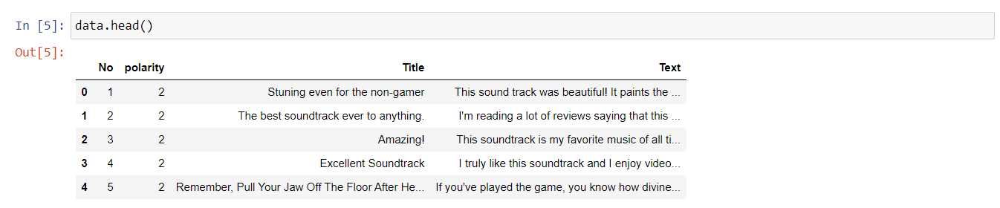 In [5]: data.head()
Out[5]:
No polarity Title Text
0 1 2 Stuning even for the non-gamer This sound track was beautiful! It paints the ...
1 2 2 The best soundtrack ever to anything. I'm reading a lot of reviews saying that this ...
2 3 2 Amazing! This soundtrack is my favorite music of all ti...
3 4 2 Excellent Soundtrack I truly like this soundtrack and I enjoy video...
4 5 2 Remember, Pull Your Jaw Off The Floor After He... If you've played the game, you know how divine...